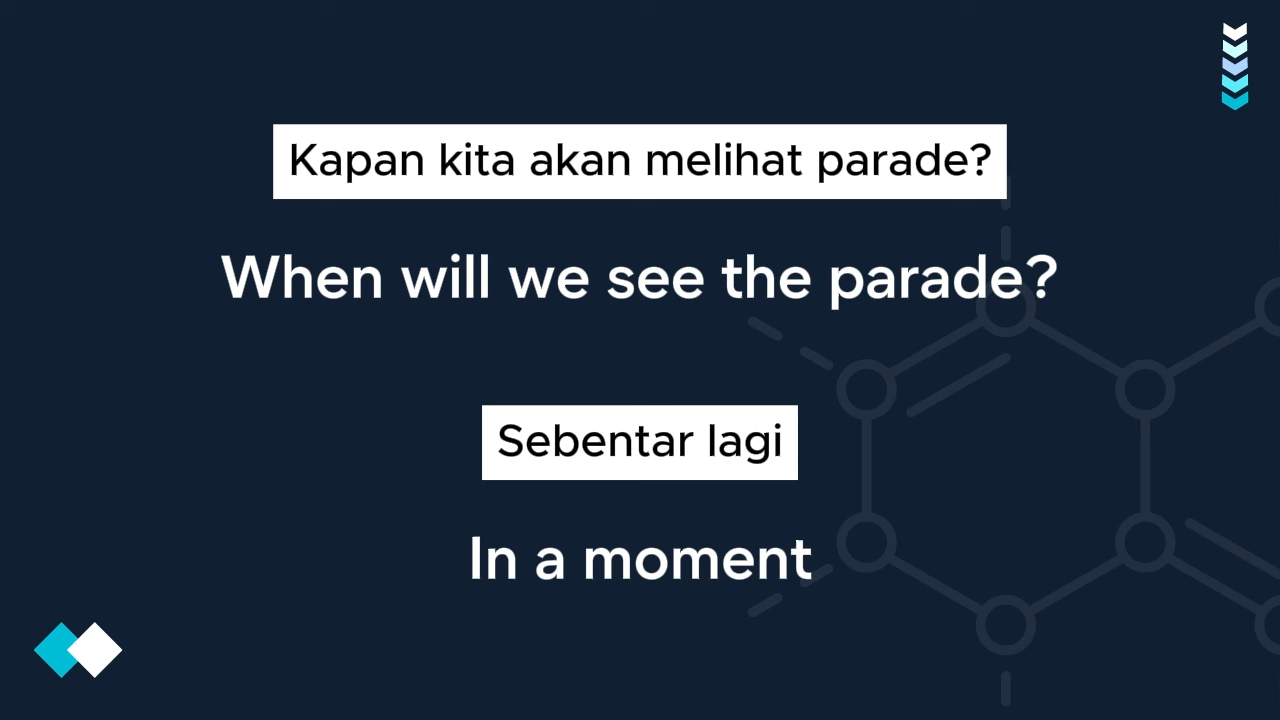 Kapan kita akan melihat parade?
When will we see the parade?
Sebentar lagi
In a moment